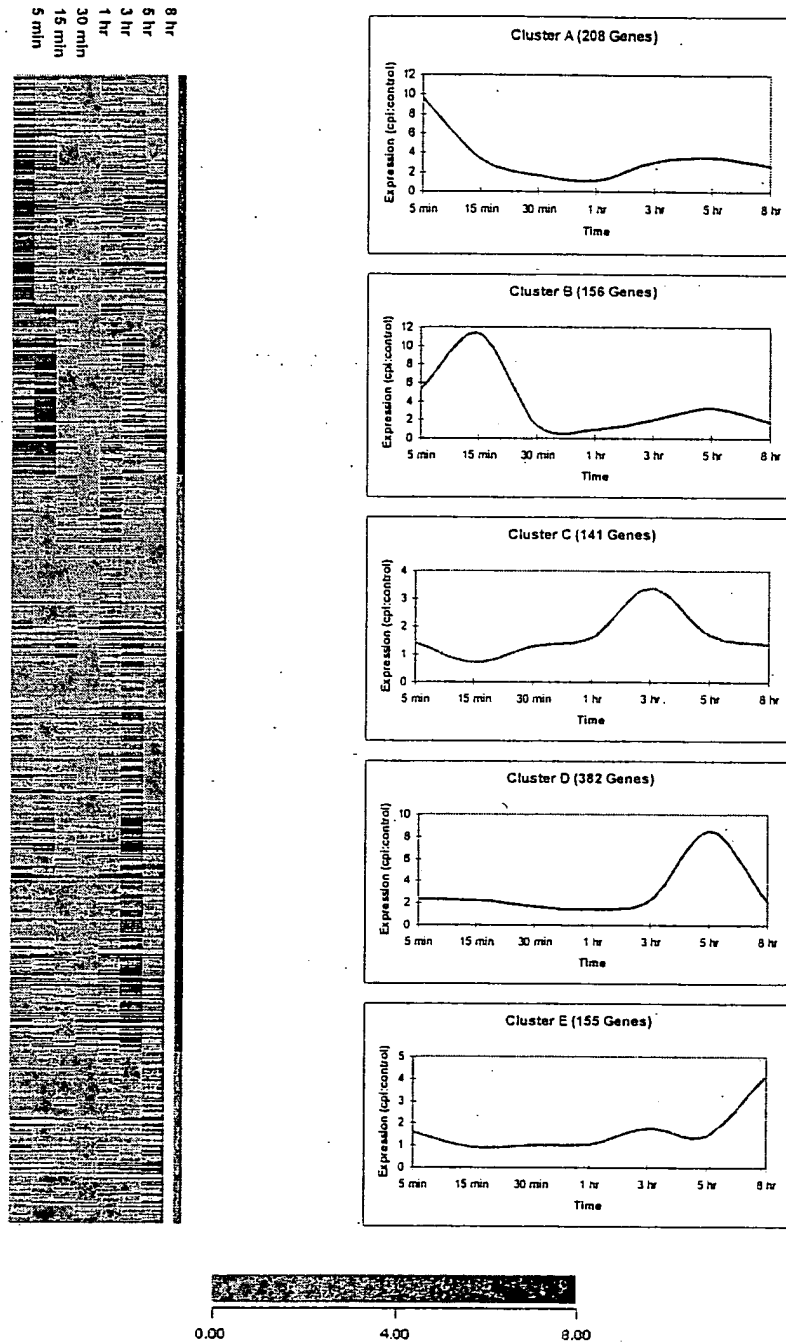 8 hr
5 hr
3 hr
1 hr
30 min
15 min
5 min
Cluster A (208 Genes)
Expression (cpl:control)
12
10
8
6
4
2
0
5 min 15 min 30 min 1 hr 3 hr 5 hr 8 hr
Time
Cluster B (156 Genes)
Expression (cpl:control)
12
10
8
6
4
2
0
5 min 15 min 30 min 1 hr 3 hr 5 hr 8 hr
Time
Cluster C (141 Genes)
Expression (cpl:control)
4
3
2
1
0
5 min 15 min 30 min 1 hr 3 hr. 5 hr 8 hr
Time
Cluster D (382 Genes)
Expression (cpl:control)
10
8
6
4
2
0
5 min 15 min 30 min 1 hr 3 hr 5 hr 8 hr
Time
Cluster E (155 Genes)
Expression (cpl:control)
5
4
3
2
1
0
5 min 15 min 30 min 1 hr 3 hr 5 hr 8 hr
Time
0.00 4.00 8.00